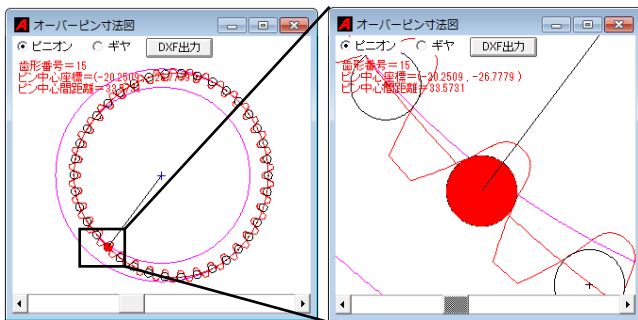 オーバーピン寸法図
ピニオン ギヤ DXF出力
歯形番号=15
ピン中心座標=(-20.2509
ピン中心間距離=33.5731
オーバーピン寸法図
ピニオン ギヤ DXF出力
歯形番号=15
ピン中心座標=(-20.2509 , -26.7779 )
ピン中心間距離=33.5731